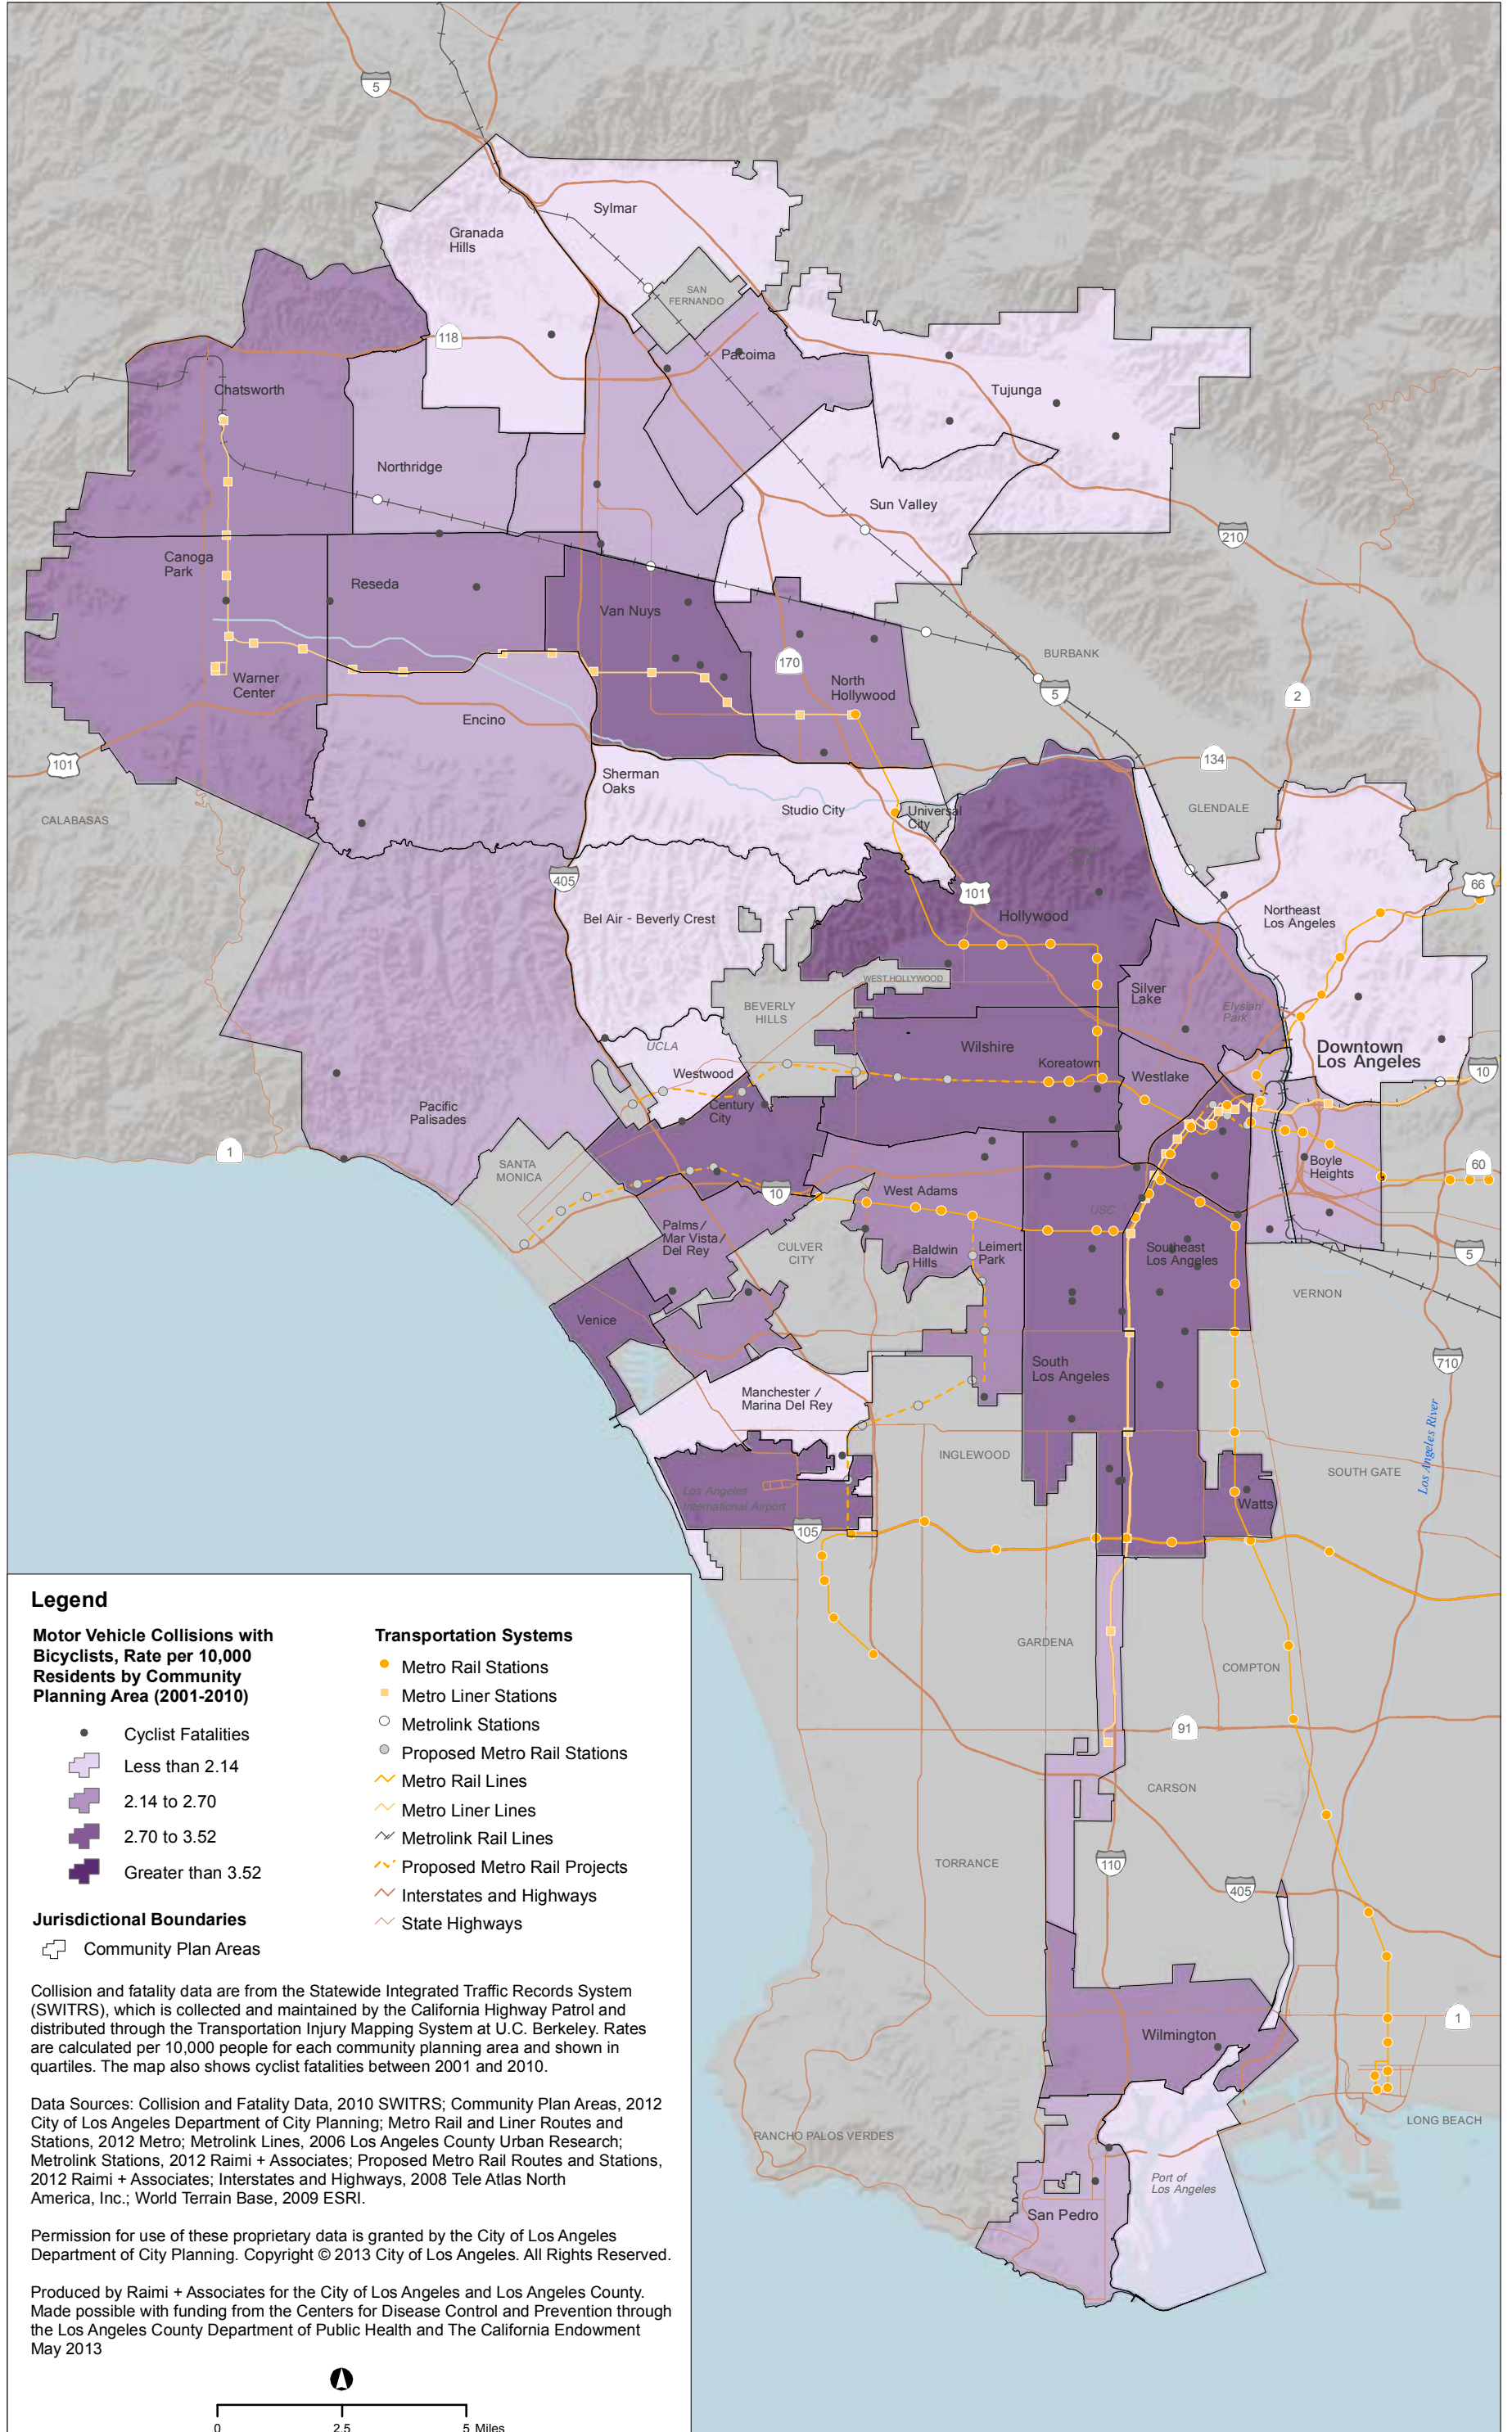 5
Sylmar
Granada
Hills
SAN
FERNANDO
118
Pacoima
Chatsworth
Tujunga
Northridge
Sun Valley
210
Canoga
Park
Reseda
Van Nuys
170
BURBANK
Warner
Center
North
Hollywood
5
2
Encino
101
134
Sherman
Oaks
Studio City
Universal
City
GLENDALE
CALABASAS
405
101
66
Bel Air - Beverly Crest
Hollywood
Northeast
Los Angeles
WEST HOLLYWOOD
BEVERLY
HILLS
Silver
Lake
Elysian
Park
UCLA
Wilshire
Downtown
Los Angeles
Koreatown
Westwood
Westlake
10
Century
City
Pacific
Palisades
1
SANTA
MONICA
Boyle
Heights
60
10
West Adams
USC
Palms/
Mar Vista/
Del Rey
CULVER
CITY
Baldwin
Hills
Leimert
Park
Southeast
Los Angeles
5
VERNON
Venice
South
Los Angeles
710
Manchester /
Marina Del Rey
Los Angeles River
INGLEWOOD
SOUTH GATE
Los Angeles
International Airport
Watts
105
GARDENA
COMPTON
91
CARSON
TORRANCE
110
405
1
Wilmington
LONG BEACH
RANCHO PALOS VERDES
Port of
Los Angeles
San Pedro
Legend
Motor Vehicle Collisions with
Bicyclists, Rate per 10,000
Residents by Community
Planning Area (2001-2010)
Cyclist Fatalities
Less than 2.14
2.14 to 2.70
2.70 to 3.52
Greater than 3.52
Jurisdictional Boundaries
Community Plan Areas
Transportation Systems
Metro Rail Stations
Metro Liner Stations
Metrolink Stations
Proposed Metro Rail Stations
Metro Rail Lines
Metro Liner Lines
Metrolink Rail Lines
Proposed Metro Rail Projects
Interstates and Highways
State Highways
Collision and fatality data are from the Statewide Integrated Traffic Records System
(SWITRS), which is collected and maintained by the California Highway Patrol and
distributed through the Transportation Injury Mapping System at U.C. Berkeley. Rates
are calculated per 10,000 people for each community planning area and shown in
quartiles. The map also shows cyclist fatalities between 2001 and 2010.
Data Sources: Collision and Fatality Data, 2010 SWITRS; Community Plan Areas, 2012
City of Los Angeles Department of City Planning; Metro Rail and Liner Routes and
Stations, 2012 Metro; Metrolink Lines, 2006 Los Angeles County Urban Research;
Metrolink Stations, 2012 Raimi + Associates; Proposed Metro Rail Routes and Stations,
2012 Raimi + Associates; Interstates and Highways, 2008 Tele Atlas North
America, Inc.; World Terrain Base, 2009 ESRI.
Permission for use of these proprietary data is granted by the City of Los Angeles
Department of City Planning. Copyright © 2013 City of Los Angeles. All Rights Reserved.
Produced by Raimi + Associates for the City of Los Angeles and Los Angeles County.
Made possible with funding from the Centers for Disease Control and Prevention through
the Los Angeles County Department of Public Health and The California Endowment
May 2013
0 2.5 5 Miles